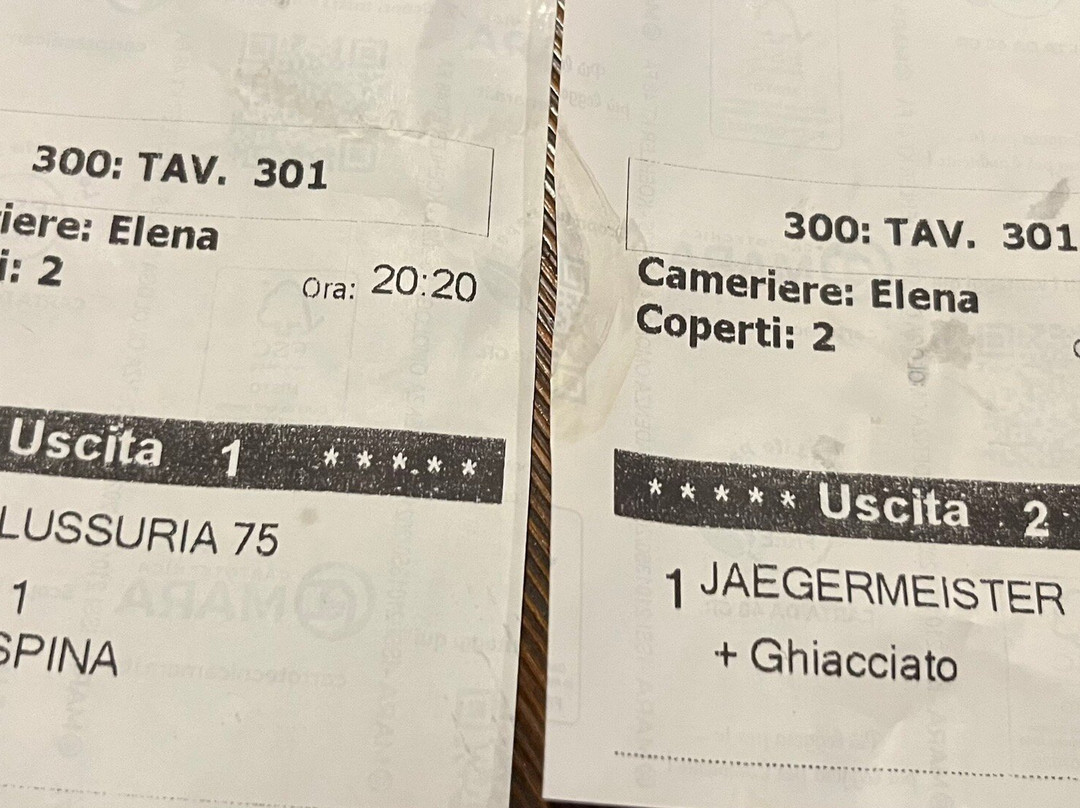 300: TAV. 301
iere: Elena
i: 2
Ora: 20:20
Uscita 1 *****
LUSSURIA 75
1
SPINA
300: TAV. 301
Cameriere: Elena
Coperti: 2
***** Uscita 2
1 JAEGERMEISTER
+ Ghiacciato